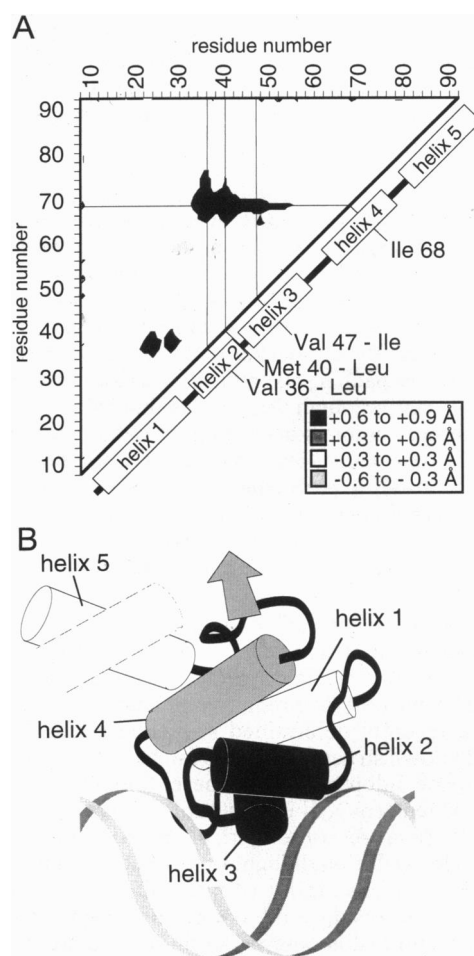 A
residue number
10 20 30 40 50 60 70 80 90
90
80
70
60
50
40
30
20
10
residue number
helix 5
helix 4
Ile 68
helix 3
Val 47 - Ile
helix 2
Met 40 - Leu
Val 36 - Leu
helix 1
+0.6 to +0.9 Å
+0.3 to +0.6 Å
-0.3 to +0.3 Å
-0.6 to - 0.3 Å
B
helix 5
helix 1
helix 4
helix 2
helix 3